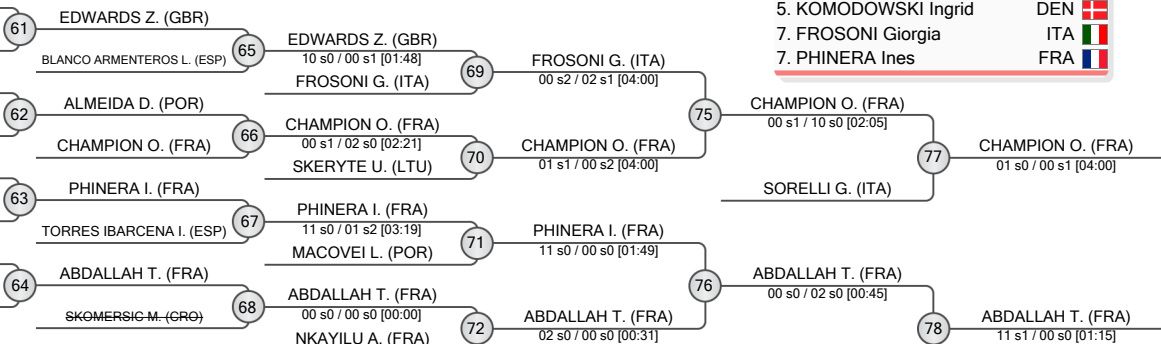 5. KOMODOWSKI Ingrid DEN
7. FROSONI Giorgia ITA
7. PHINERA Ines FRA
61
EDWARDS Z. (GBR)
BLANCO ARMENTEROS L. (ESP)
62
ALMEIDA D. (POR)
CHAMPION O. (FRA)
63
PHINERA I. (FRA)
TORRES IBARCENA I. (ESP)
64
ABDALLAH T. (FRA)
SKOMERSIC M. (CRO)
65
EDWARDS Z. (GBR)
10 s0 / 00 s1 [01:48]
FROSONI G. (ITA)
66
CHAMPION O. (FRA)
00 s1 / 02 s0 [02:21]
SKERYTE U. (LTU)
67
PHINERA I. (FRA)
11 s0 / 01 s2 [03:19]
MACOVEI L. (POR)
68
ABDALLAH T. (FRA)
00 s0 / 00 s0 [00:00]
NKAYILU A. (FRA)
69
FROSONI G. (ITA)
00 s2 / 02 s1 [04:00]
70
CHAMPION O. (FRA)
01 s1 / 00 s2 [04:00]
71
PHINERA I. (FRA)
11 s0 / 00 s0 [01:49]
72
ABDALLAH T. (FRA)
02 s0 / 00 s0 [00:31]
75
CHAMPION O. (FRA)
00 s1 / 10 s0 [02:05]
SORELLI G. (ITA)
76
ABDALLAH T. (FRA)
00 s0 / 02 s0 [00:45]
77
CHAMPION O. (FRA)
01 s0 / 00 s1 [04:00]
78
ABDALLAH T. (FRA)
11 s1 / 00 s0 [01:15]